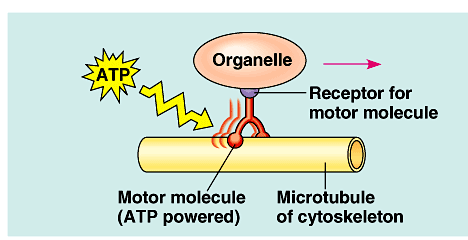 ATP
Organelle
Receptor for
motor molecule
Motor molecule
(ATP powered)
Microtubule
of cytoskeleton